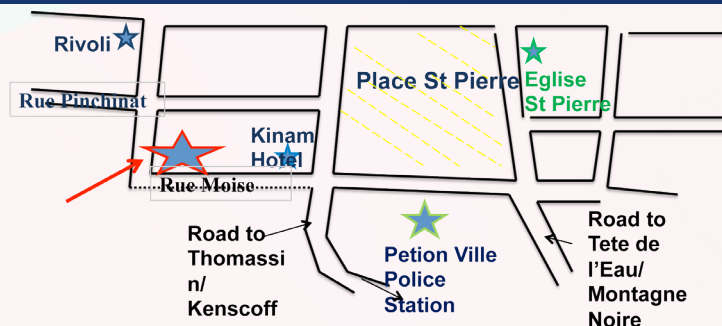 Rivoli
Place St Pierre
Eglise
St Pierre
Rue Pinchinat
Kinam
Hotel
Rue Moise
Road to
Thomassi
n/
Kenscoff
Petion Ville
Police
Station
Road to
Tete de
l’Eau/
Montagne
Noire